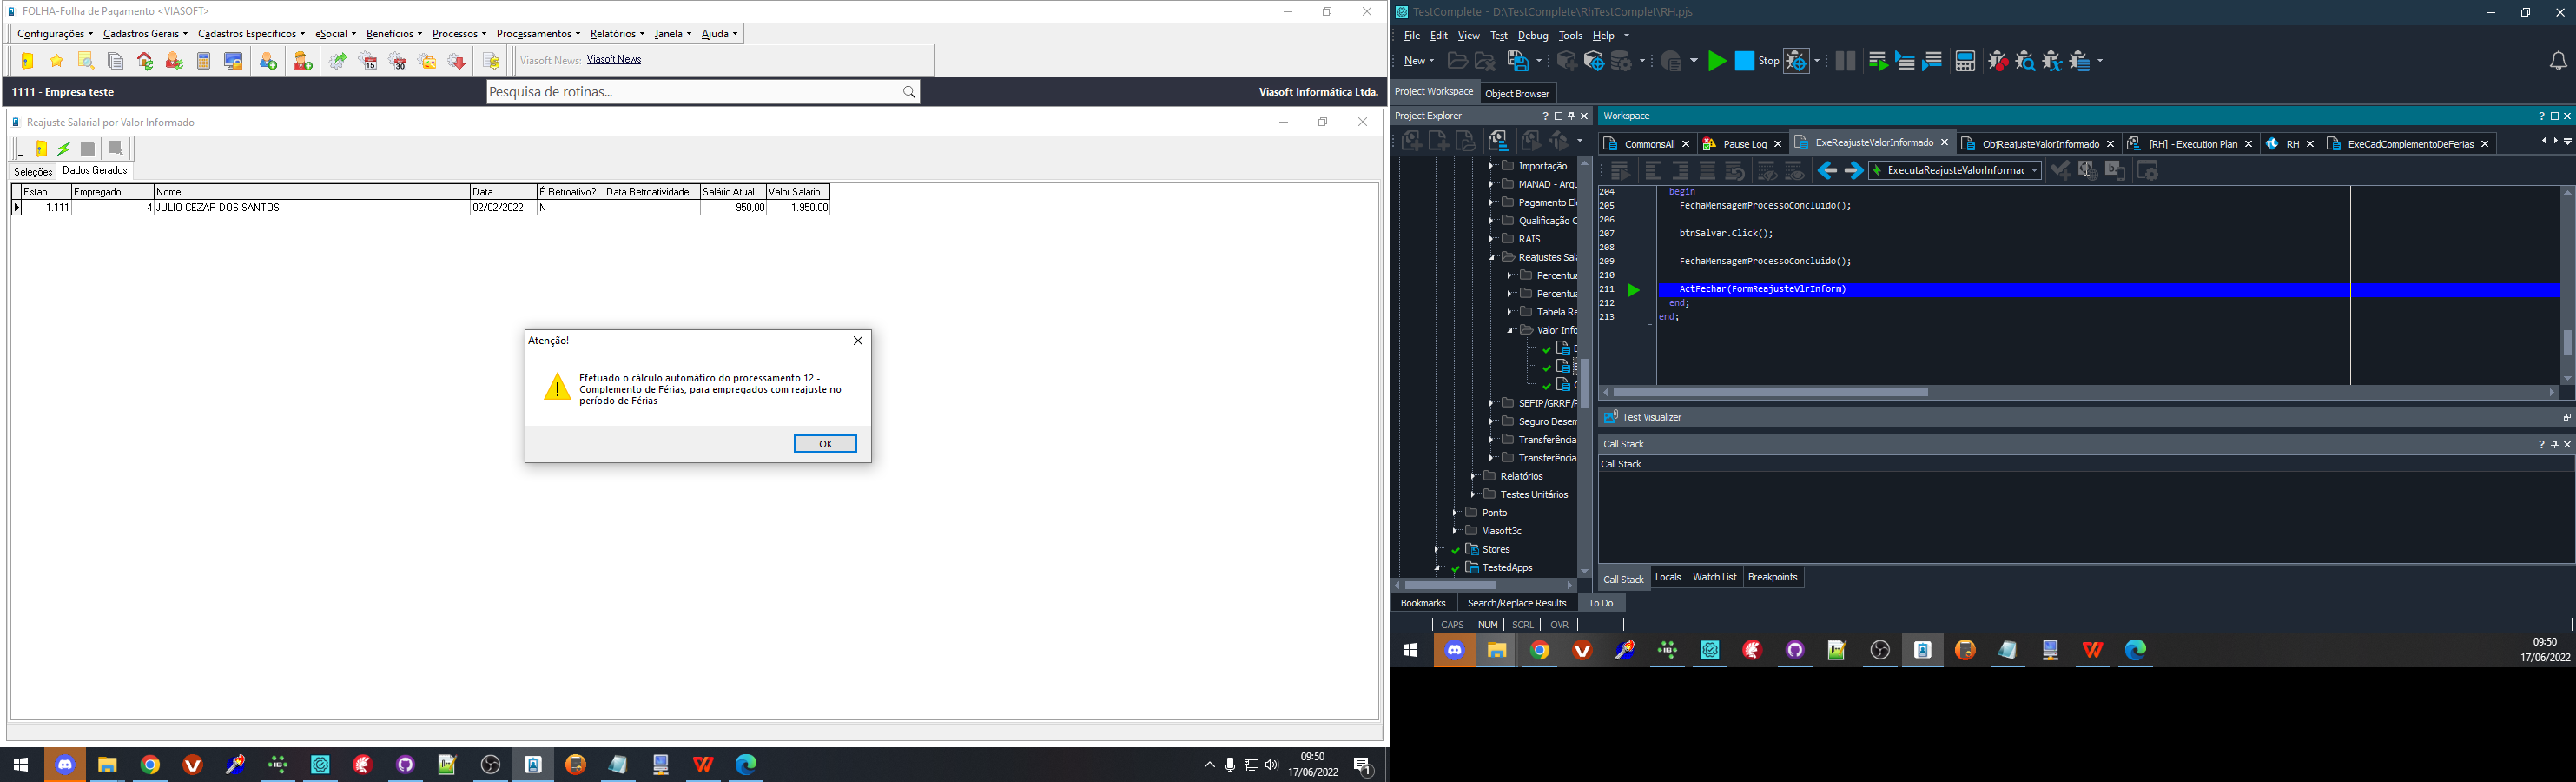 FOLHA-Folha de Pagamento <VIASOFT>
Configurações Cadastros Gerais Cadastros Específicos eSocial Benefícios Processos Processamentos Relatórios Janela Ajuda
Viasoft News: Viasoft News
1111 - Empresa teste
Pesquisa de rotinas...
Viasoft Informática Ltda.
Reajuste Salarial por Valor Informado
Seleções Dados Gerados
Estab. Empregado Nome Data É Retroativo? Data Retroatividade Salário Atual Valor Salário
1.111 4 JULIO CEZAR DOS SANTOS 02/02/2022 N 950,00 1.950,00
Atenção!
Efetuado o cálculo automático do processamento 12 -
Complemento de Férias, para empregados com reajuste no
período de Férias
OK
09:50
17/06/2022
TestComplete - D:\TestComplete\RhTestComplet\RH.pjs
File Edit View Test Debug Tools Help
New Stop
Project Workspace Object Browser
Project Explorer
Workspace
CommonsAll Pause Log ExeReajusteValorInformado ObjReajusteValorInformado [RH] - Execution Plan RH ExeCadComplementoDeFerias
ExecutaReajusteValorInformac
Importação
MANAD - Arqu
Pagamento El
Qualificação C
RAIS
Reajustes Sal
Percentua
Percentua
Tabela Re
Valor Info
SEFIP/GRRF/F
Seguro Desem
Transferência
Transferência
Relatórios
Testes Unitários
Ponto
Viasoft3c
Stores
TestedApps
204 begin
205 FechaMensagemProcessoConcluido();
206
207 btnSalvar.Click();
208
209 FechaMensagemProcessoConcluido();
210
211 ActFechar(FormReajusteVlrInform)
212 end;
213 end;
Test Visualizer
Call Stack
Call Stack
Call Stack Locals Watch List Breakpoints
Bookmarks Search/Replace Results To Do
CAPS NUM SCRL OVR
09:50
17/06/2022